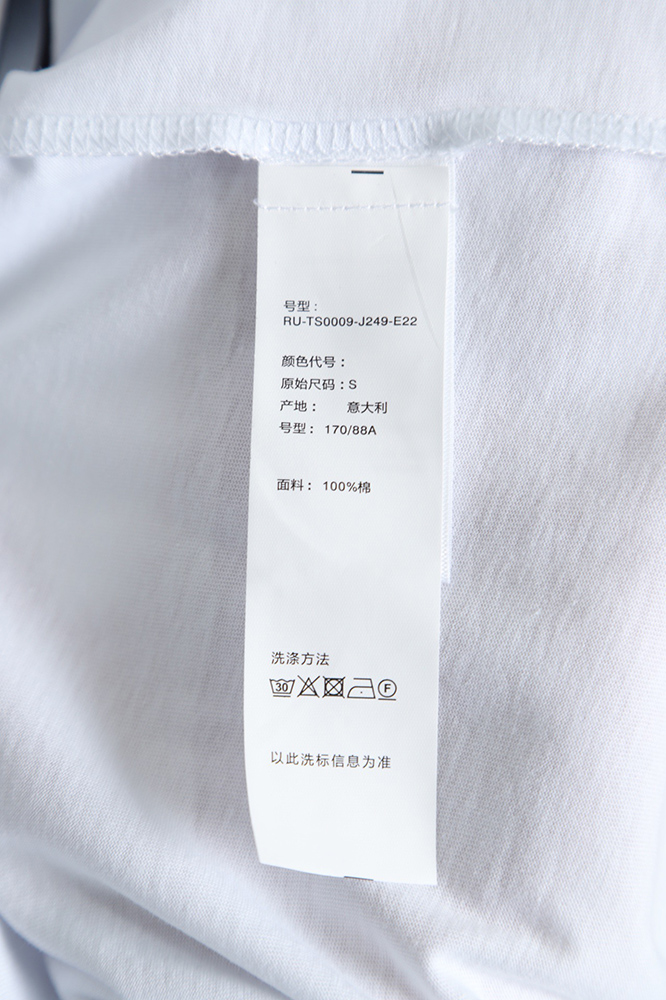 号型：
RU-TS0009-J249-E22
颜色代号：
原始尺码：S
产地： 意大利
号型：170/88A
面料：100%棉
洗涤方法
30 F
以此洗标信息为准